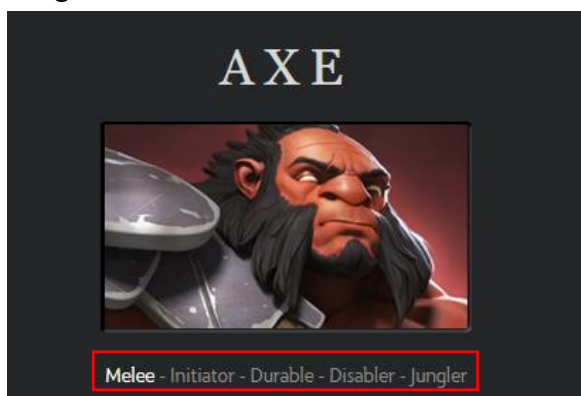 AXE
Melee - Initiator - Durable - Disabler - Jungler